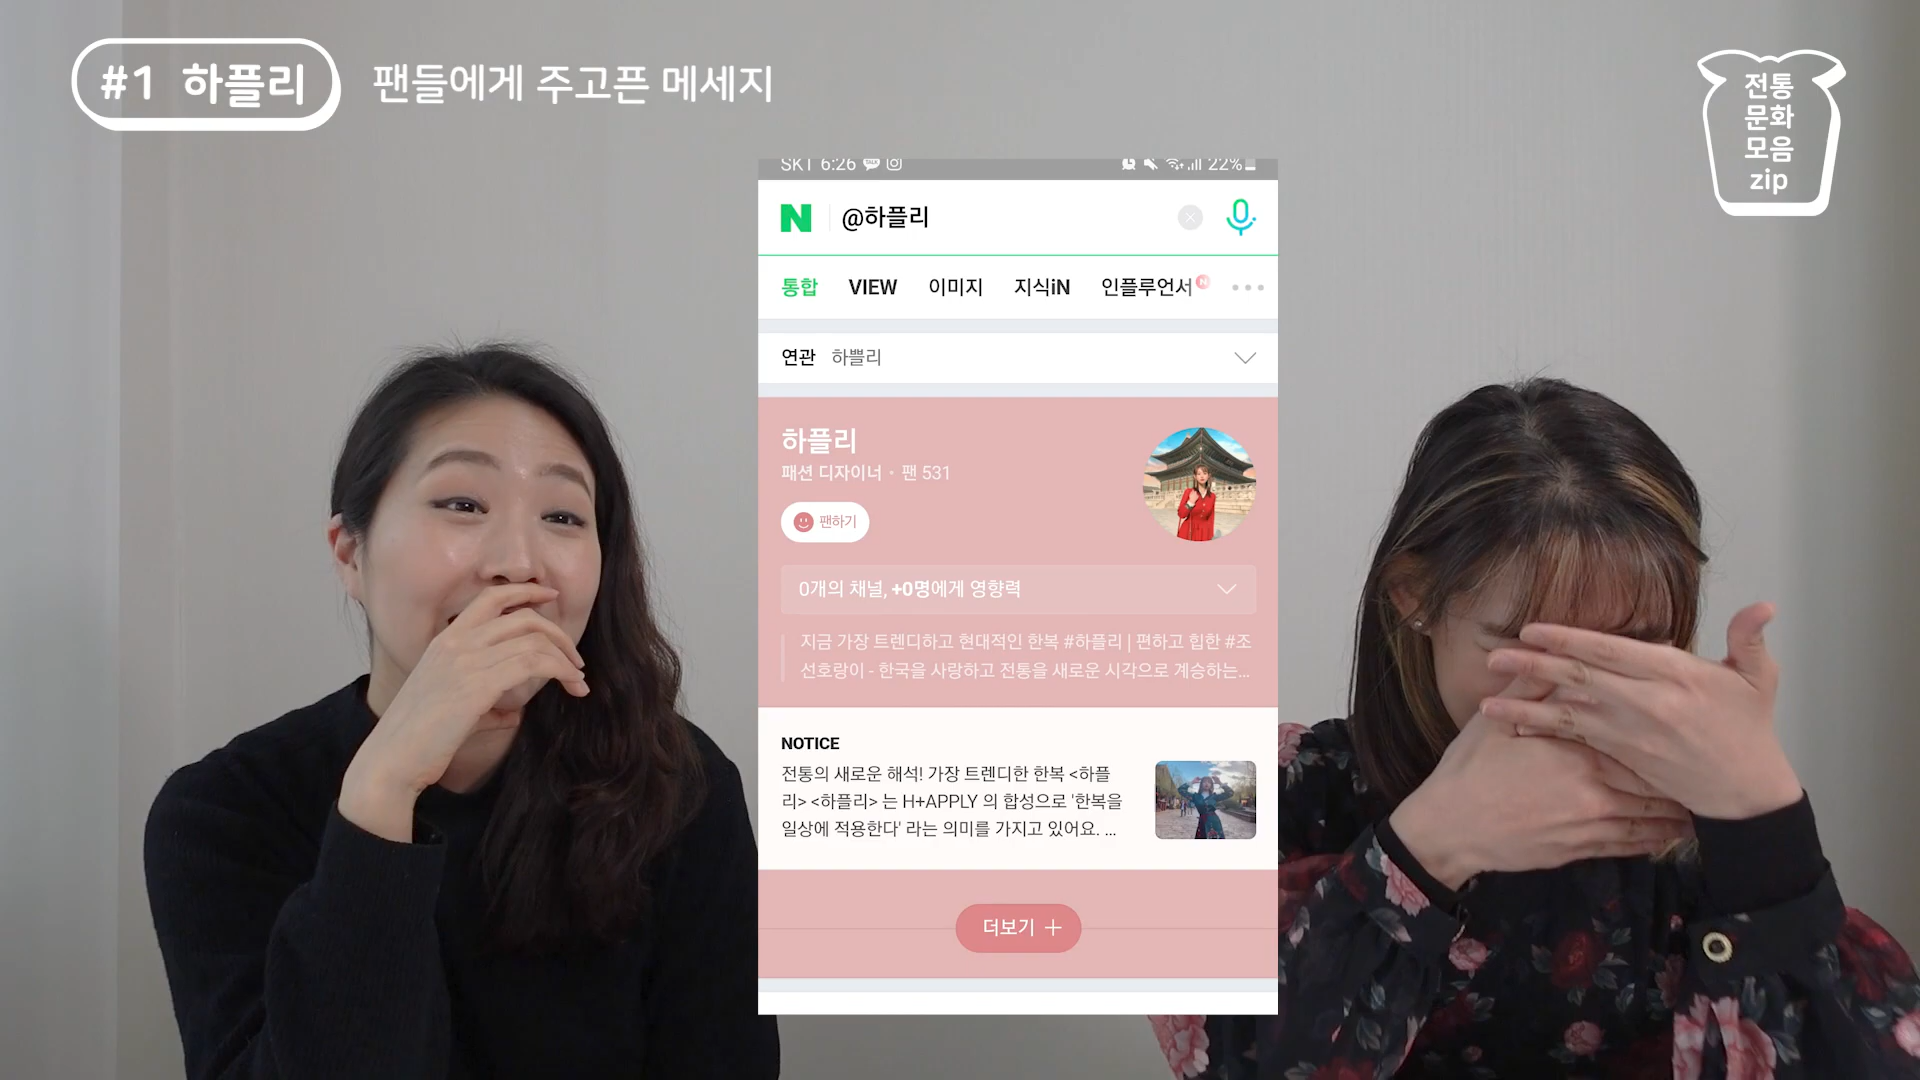 #1 하플리 팬들에게 주고픈 메세지
전통
문화
모음
zip
SKT 6:26 22%
N @하플리
통합 VIEW 이미지 지식iN 인플루언서 N
연관 하쁠리
하플리
패션 디자이너 · 팬 531
팬하기
0개의 채널, +0명에게 영향력
지금 가장 트렌디하고 현대적인 한복 #하플리 | 편하고 힙한 #조
선호랑이 - 한국을 사랑하고 전통을 새로운 시각으로 계승하는...
NOTICE
전통의 새로운 해석! 가장 트렌디한 한복 <하플
리> <하플리> 는 H+APPLY 의 합성으로 '한복을
일상에 적용한다' 라는 의미를 가지고 있어요. ...
더보기 +